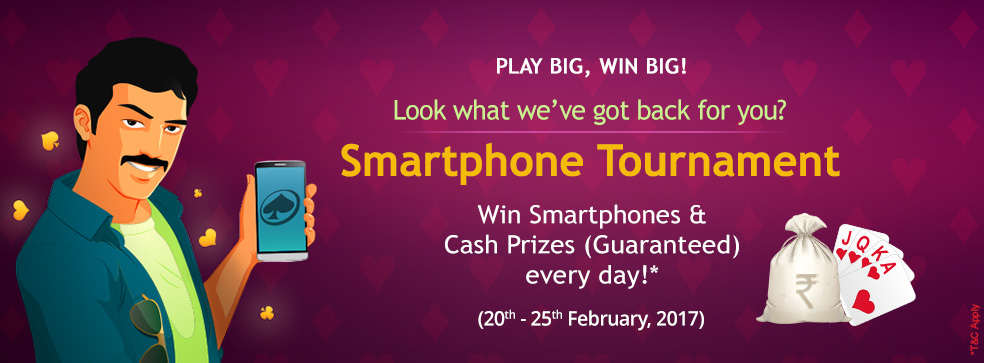 PLAY BIG, WIN BIG!
Look what we've got back for you?
Smartphone Tournament
Win Smartphones &
Cash Prizes (Guaranteed)
every day!*
(20th - 25th February, 2017)
₹
J Q K A
*T&C Apply